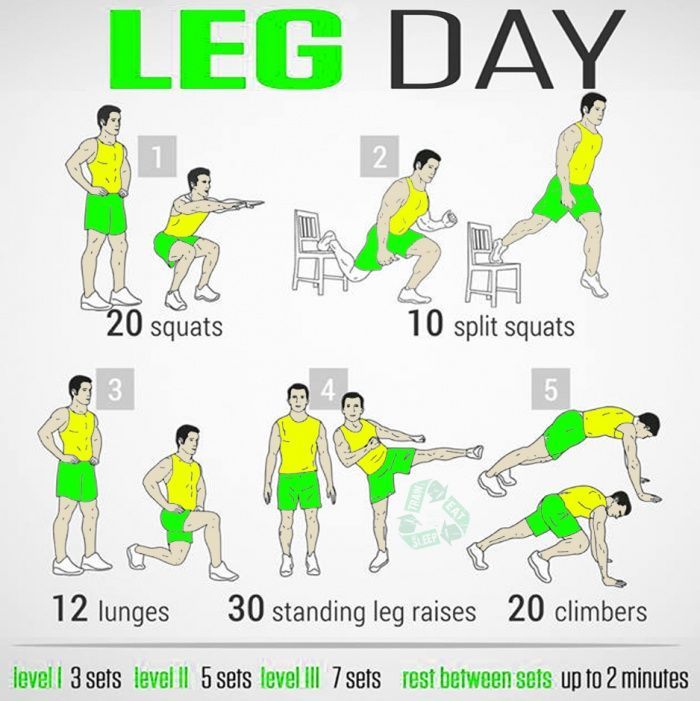 LEG DAY
1
20 squats
2
10 split squats
3
12 lunges
4
30 standing leg raises
5
20 climbers
TRAIN
EAT
SLEEP
level I 3 sets level II 5 sets level III 7 sets rest between sets up to 2 minutes